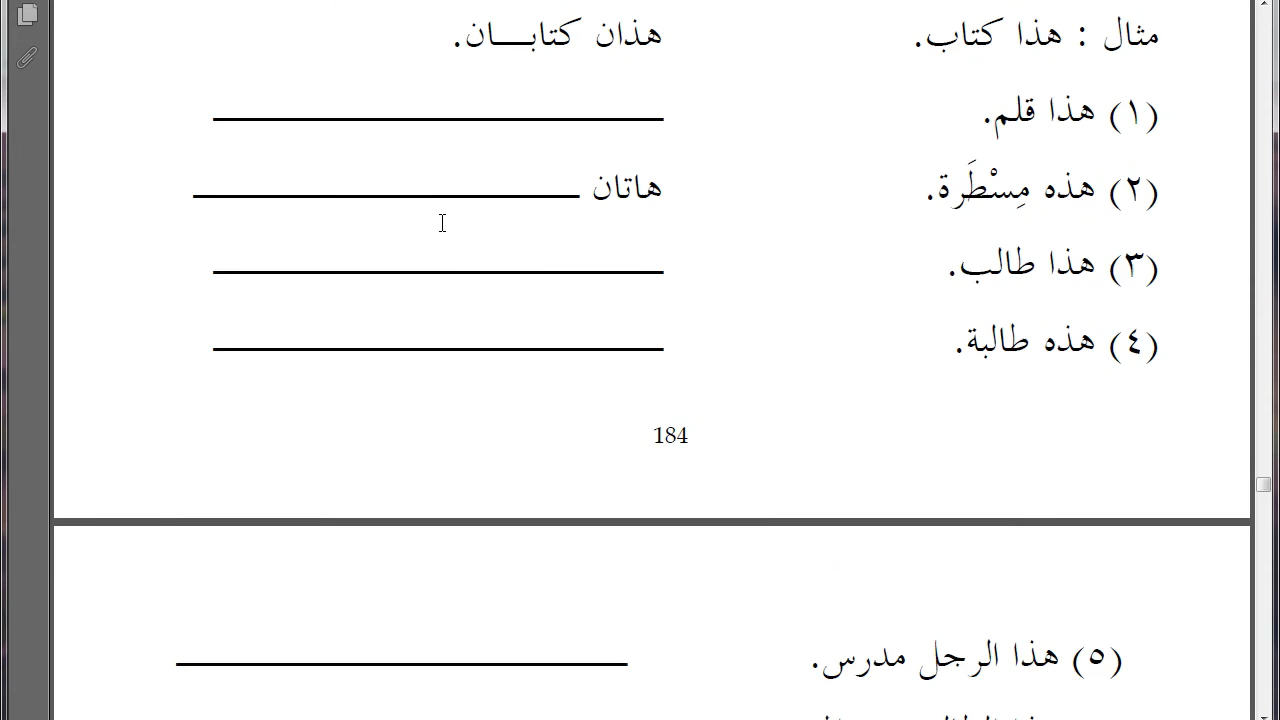 مثال : هذا كتاب. هذان كتابـــان.
(١) هذا قلم.
(٢) هذه مِسْطَرة. هاتان
(٣) هذا طالب.
(٤) هذه طالبة.
184
(٥) هذا الرجل مدرس.